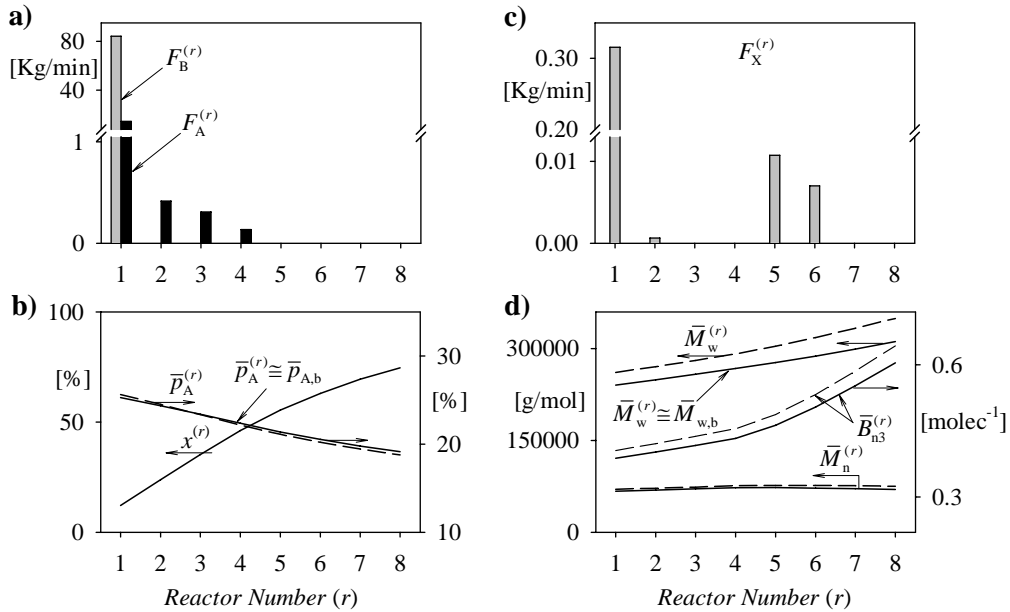 a)
80
[Kg/min]
40
1
0
F_B^(r)
F_A^(r)
1 2 3 4 5 6 7 8
c)
0.30
[Kg/min]
0.20
0.01
0.00
F_X^(r)
1 2 3 4 5 6 7 8
b)
100
[%]
50
0
p̅_A^(r)
p̅_A^(r) ≅ p̅_A,b
x^(r)
30
[%]
20
10
1 2 3 4 5 6 7 8
Reactor Number (r)
d)
300000
[g/mol]
150000
0
M̅_w^(r)
M̅_w^(r) ≅ M̅_w,b
B̅_n3^(r)
M̅_n^(r)
0.6
[molec⁻¹]
0.3
1 2 3 4 5 6 7 8
Reactor Number (r)